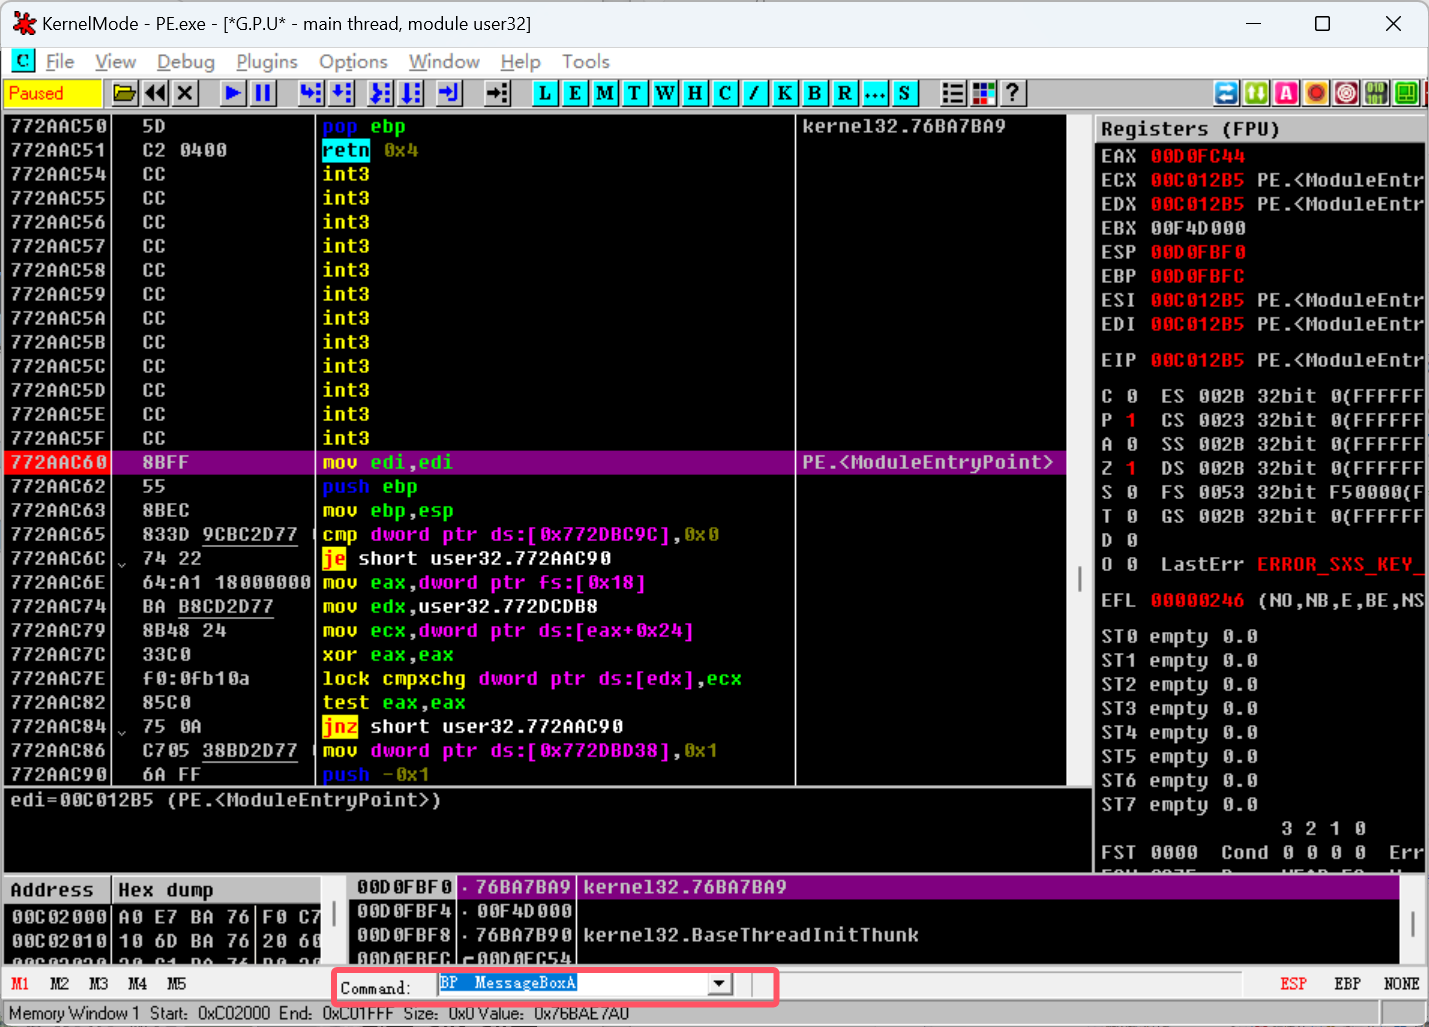 KernelMode - PE.exe - [*G.P.U* - main thread, module user32]
C File View Debug Plugins Options Window Help Tools
Paused L E M T W H C / K B R ... S ?
772AAC50 5D pop ebp kernel32.76BA7BA9
772AAC51 C2 0400 retn 0x4
772AAC54 CC int3
772AAC55 CC int3
772AAC56 CC int3
772AAC57 CC int3
772AAC58 CC int3
772AAC59 CC int3
772AAC5A CC int3
772AAC5B CC int3
772AAC5C CC int3
772AAC5D CC int3
772AAC5E CC int3
772AAC5F CC int3
772AAC60 8BFF mov edi,edi PE.<ModuleEntryPoint>
772AAC62 55 push ebp
772AAC63 8BEC mov ebp,esp
772AAC65 833D 9CBC2D77 cmp dword ptr ds:[0x772DBC9C],0x0
772AAC6C 74 22 je short user32.772AAC90
772AAC6E 64:A1 18000000 mov eax,dword ptr fs:[0x18]
772AAC74 BA B8CD2D77 mov edx,user32.772DCDB8
772AAC79 8B48 24 mov ecx,dword ptr ds:[eax+0x24]
772AAC7C 33C0 xor eax,eax
772AAC7E f0:0fb10a lock cmpxchg dword ptr ds:[edx],ecx
772AAC82 85C0 test eax,eax
772AAC84 75 0A jnz short user32.772AAC90
772AAC86 C705 38BD2D77 mov dword ptr ds:[0x772DBD38],0x1
772AAC90 6A FF push -0x1
edi=00C012B5 (PE.<ModuleEntryPoint>)
Registers (FPU)
EAX 00D0FC44
ECX 00C012B5 PE.<ModuleEntr
EDX 00C012B5 PE.<ModuleEntr
EBX 00F4D000
ESP 00D0FBF0
EBP 00D0FBFC
ESI 00C012B5 PE.<ModuleEntr
EDI 00C012B5 PE.<ModuleEntr
EIP 00C012B5 PE.<ModuleEntr
C 0 ES 002B 32bit 0(FFFFFF
P 1 CS 0023 32bit 0(FFFFFF
A 0 SS 002B 32bit 0(FFFFFF
Z 1 DS 002B 32bit 0(FFFFFF
S 0 FS 0053 32bit F50000(F
T 0 GS 002B 32bit 0(FFFFFF
D 0
O 0 LastErr ERROR_SXS_KEY_
EFL 00000246 (NO,NB,E,BE,NS
ST0 empty 0.0
ST1 empty 0.0
ST2 empty 0.0
ST3 empty 0.0
ST4 empty 0.0
ST5 empty 0.0
ST6 empty 0.0
ST7 empty 0.0
3 2 1 0
FST 0000 Cond 0 0 0 0 Err
Address Hex dump
00C02000 A0 E7 BA 76 F0 C7
00C02010 10 6D BA 76 20 60
00D0FBF0 76BA7BA9 kernel32.76BA7BA9
00D0FBF4 00F4D000
00D0FBF8 76BA7B90 kernel32.BaseThreadInitThunk
00D0FBFC 00D0FC54
M1 M2 M3 M4 M5 Command: BP MessageBoxA ESP EBP NONE
Memory Window 1 Start: 0xC02000 End: 0xC01FFF Size: 0x0 Value: 0x76BAE7A0